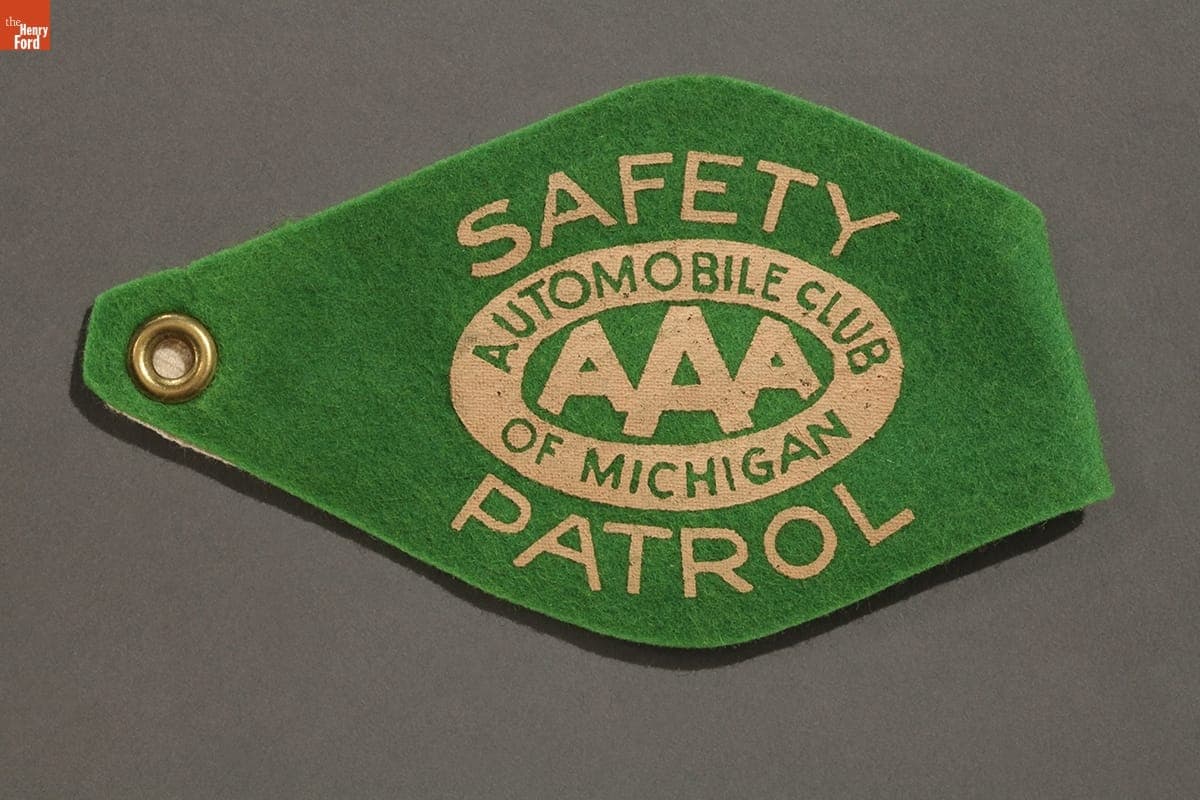 the
Henry
Ford
SAFETY
AUTOMOBILE CLUB
AAA
OF MICHIGAN
PATROL